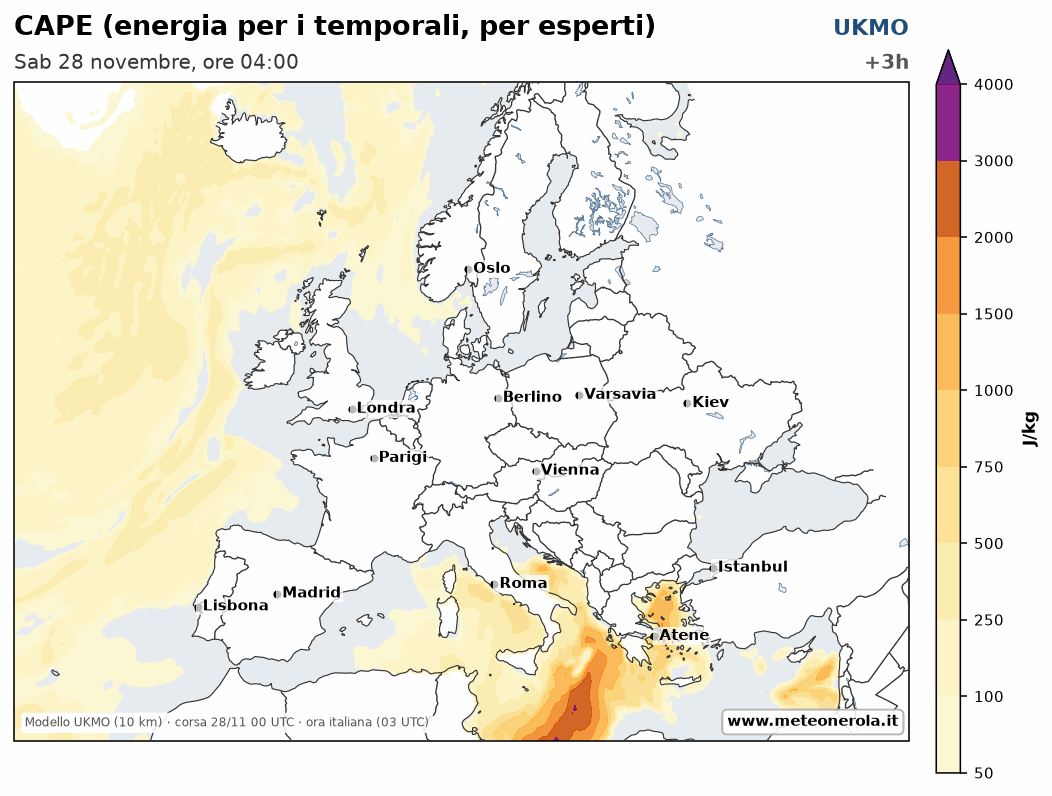 CAPE (energia per i temporali, per esperti)
UKMO
Sab 28 novembre, ore 04:00
+3h
4000
3000
2000
1500
1000
750
500
250
100
50
J/kg
Oslo
Londra
Berlino
Varsavia
Kiev
Parigi
Vienna
Istanbul
Roma
Madrid
Lisbona
Atene
Modello UKMO (10 km) · corsa 28/11 00 UTC · ora italiana (03 UTC)
www.meteonerola.it